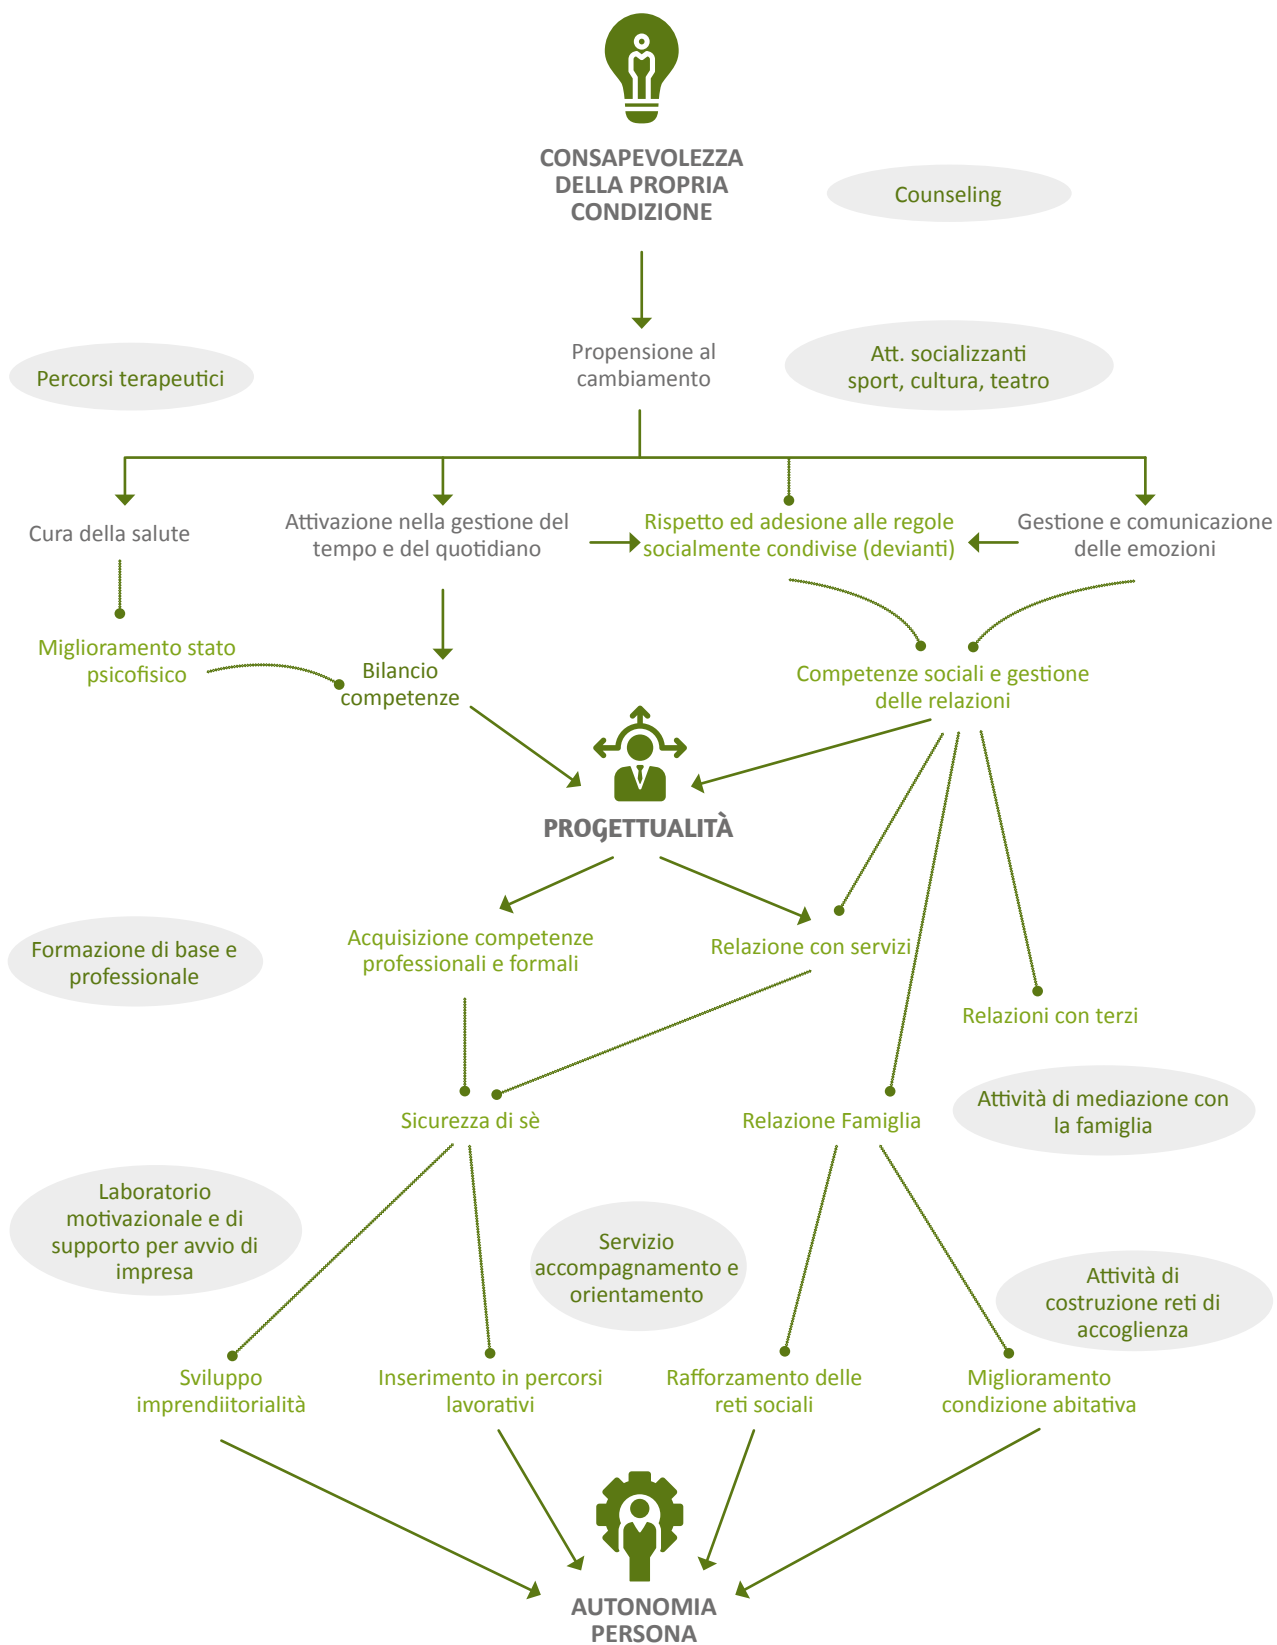 CONSAPEVOLEZZA
DELLA PROPRIA
CONDIZIONE
Counseling
Propensione al
cambiamento
Att. socializzanti
sport, cultura, teatro
Percorsi terapeutici
Cura della salute
Attivazione nella gestione del
tempo e del quotidiano
Rispetto ed adesione alle regole
socialmente condivise (devianti)
Gestione e comunicazione
delle emozioni
Miglioramento stato
psicofisico
Bilancio
competenze
Competenze sociali e gestione
delle relazioni
PROGETTUALITÀ
Formazione di base e
professionale
Acquisizione competenze
professionali e formali
Relazione con servizi
Relazioni con terzi
Sicurezza di sè
Relazione Famiglia
Attività di mediazione con
la famiglia
Laboratorio
motivazionale e di
supporto per avvio di
impresa
Servizio
accompagnamento e
orientamento
Attività di
costruzione reti di
accoglienza
Sviluppo
imprendiitorialità
Inserimento in percorsi
lavorativi
Rafforzamento delle
reti sociali
Miglioramento
condizione abitativa
AUTONOMIA
PERSONA